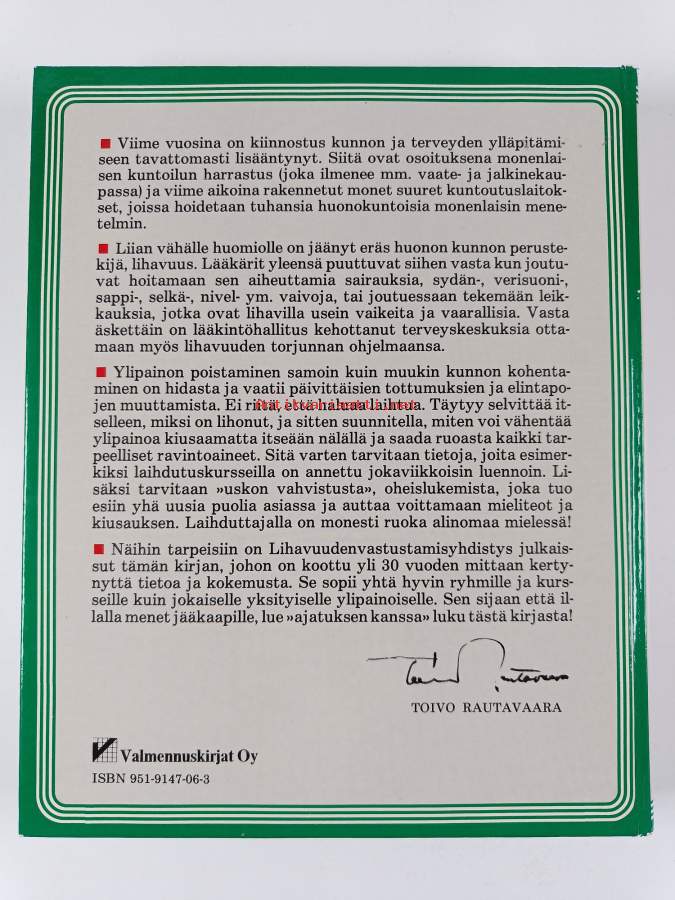 Viime vuosina on kiinnostus kunnon ja terveyden ylläpitämi-
seen tavattomasti lisääntynyt. Siitä ovat osoituksena monenlai-
sen kuntoilun harrastus (joka ilmenee mm. vaate- ja jalkinekau-
passa) ja viime aikoina rakennetut monet suuret kuntoutuslaitok-
set, joissa hoidetaan tuhansia huonokuntoisia monenlaisin mene-
telmin.
Liian vähälle huomiolle on jäänyt eräs huonon kunnon peruste-
kijä, lihavuus. Lääkärit yleensä puuttuvat siihen vasta kun joutu-
vat hoitamaan sen aiheuttamia sairauksia, sydän-, verisuoni-,
sappi-, selkä-, nivel- ym. vaivoja, tai joutuessaan tekemään leik-
kauksia, jotka ovat lihavilla usein vaikeita ja vaarallisia. Vasta
äskettäin on lääkintöhallitus kehottanut terveyskeskuksia otta-
maan myös lihavuuden torjunnan ohjelmaansa.
Ylipainon poistaminen samoin kuin muukin kunnon kohenta-
minen on hidasta ja vaatii päivittäisten tottumuksien ja elintapo-
jen muuttamista. Ei riitä, että haluat laihtua. Täytyy selvittää it-
selleen, miksi on lihonut, ja sitten suunnitella, miten voi vähentää
ylipainoa kiusaamatta itseään nälällä ja saada ruoasta kaikki tar-
peelliset ravintoaineet. Sitä varten tarvitaan tietoja, joita esimer-
kiksi laihdutuskursseilla on annettu jokaviikkoisin luennoin. Li-
säksi tarvitaan »uskon vahvistusta», oheislukemista, joka tuo
esiin yhä uusia puolia asiassa ja auttaa voittamaan mieliteot ja
kiusauksen. Laihduttajalla on monesti ruoka alinomaa mielessä!
Näihin tarpeisiin on Lihavuudenvastustamisyhdistys julkais-
sut tämän kirjan, johon on koottu yli 30 vuoden mittaan kerty-
nyttä tietoa ja kokemusta. Se sopii yhtä hyvin ryhmille ja kurs-
seille kuin jokaiselle yksityiselle ylipainoiselle. Sen sijaan että il-
lalla menet jääkaapille, lue »ajatuksen kanssa» luku tästä kirjasta!
TOIVO RAUTAVAARA
Valmennuskirjat Oy
ISBN 951-9147-06-3